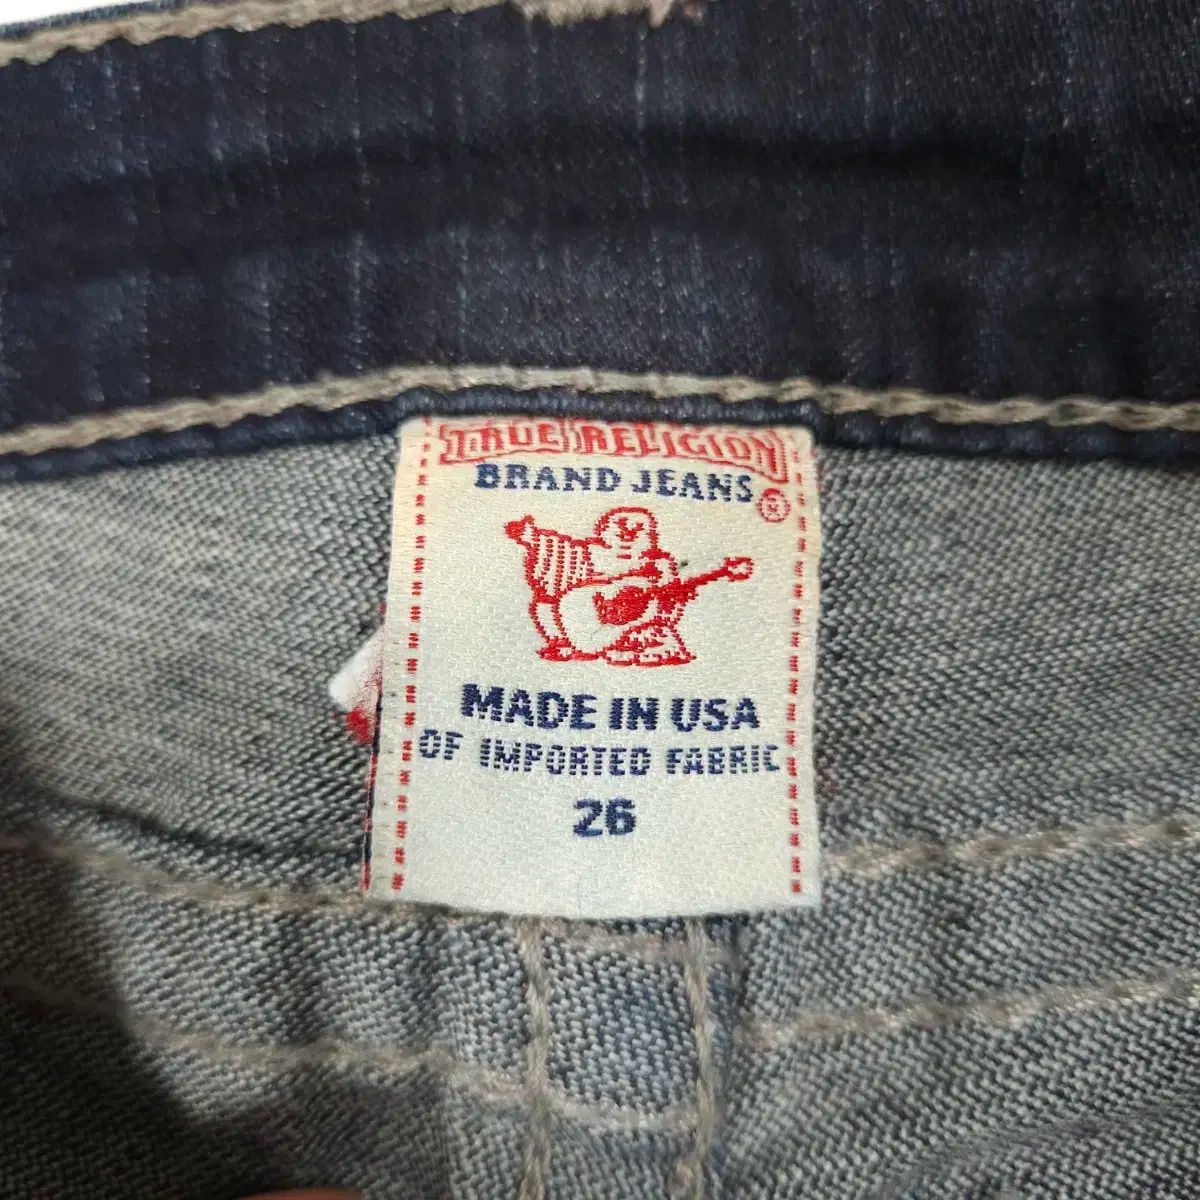 TRUE RELIGION
BRAND JEANS
®
MADE IN USA
OF IMPORTED FABRIC
26